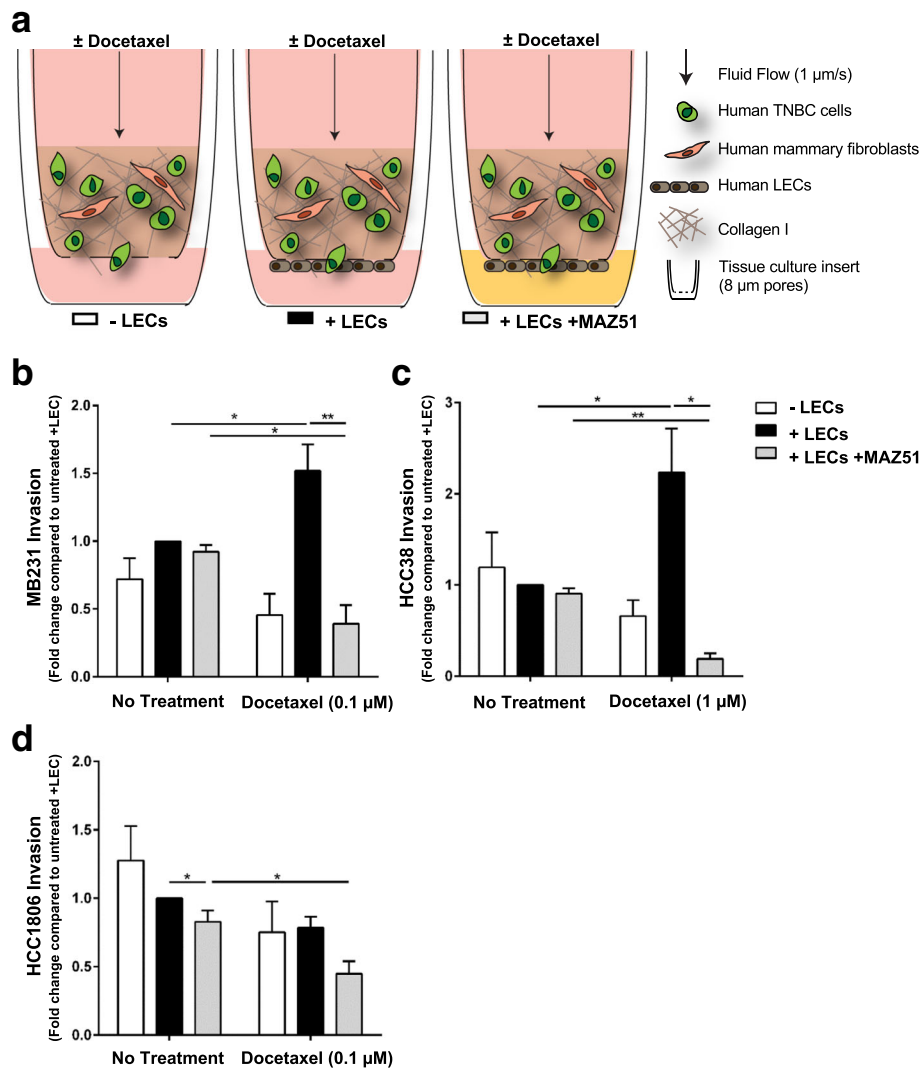 a
± Docetaxel
± Docetaxel
± Docetaxel
Fluid Flow (1 µm/s)
Human TNBC cells
Human mammary fibroblasts
Human LECs
Collagen I
Tissue culture insert
(8 µm pores)
- LECs
+ LECs
+ LECs +MAZ51
b
MB231 Invasion
(Fold change compared to untreated +LEC)
2.0
1.5
1.0
0.5
0.0
*
**
*
No Treatment
Docetaxel (0.1 µM)
c
HCC38 Invasion
(Fold change compared to untreated +LEC)
3
2
1
0
*
*
**
No Treatment
Docetaxel (1 µM)
- LECs
+ LECs
+ LECs +MAZ51
d
HCC1806 Invasion
(Fold change compared to untreated +LEC)
2.0
1.5
1.0
0.5
0.0
*
*
No Treatment
Docetaxel (0.1 µM)